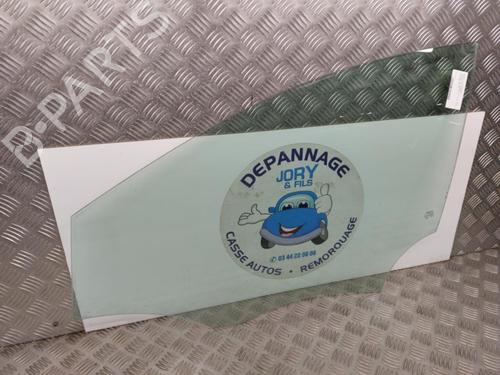 B-PARTS
DEPANNAGE
JORY
& FILS
CASSE AUTOS • REMORQUAGE